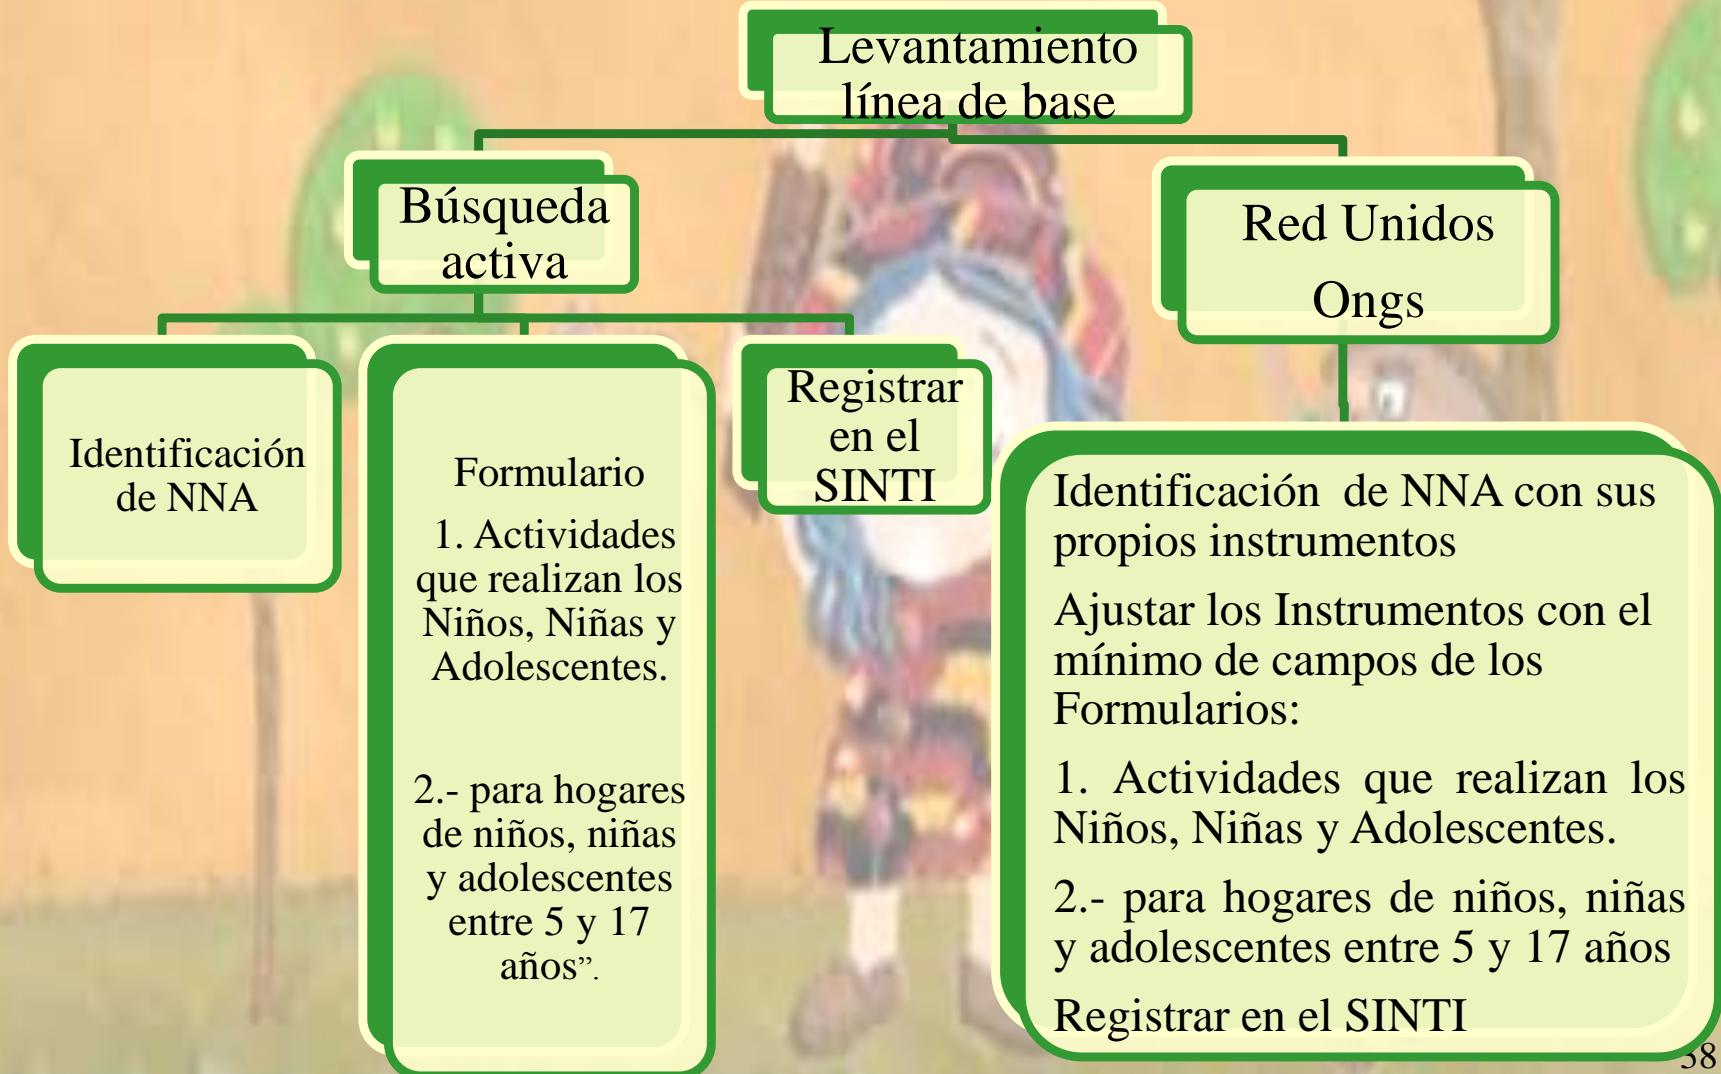 Levantamiento
línea de base
Búsqueda
activa
Red Unidos
Ongs
Identificación
de NNA
Formulario
1. Actividades
que realizan los
Niños, Niñas y
Adolescentes.
2.- para hogares
de niños, niñas
y adolescentes
entre 5 y 17
años”.
Registrar
en el
SINTI
Identificación de NNA con sus
propios instrumentos
Ajustar los Instrumentos con el
mínimo de campos de los
Formularios:
1. Actividades que realizan los
Niños, Niñas y Adolescentes.
2.- para hogares de niños, niñas
y adolescentes entre 5 y 17 años
Registrar en el SINTI
58